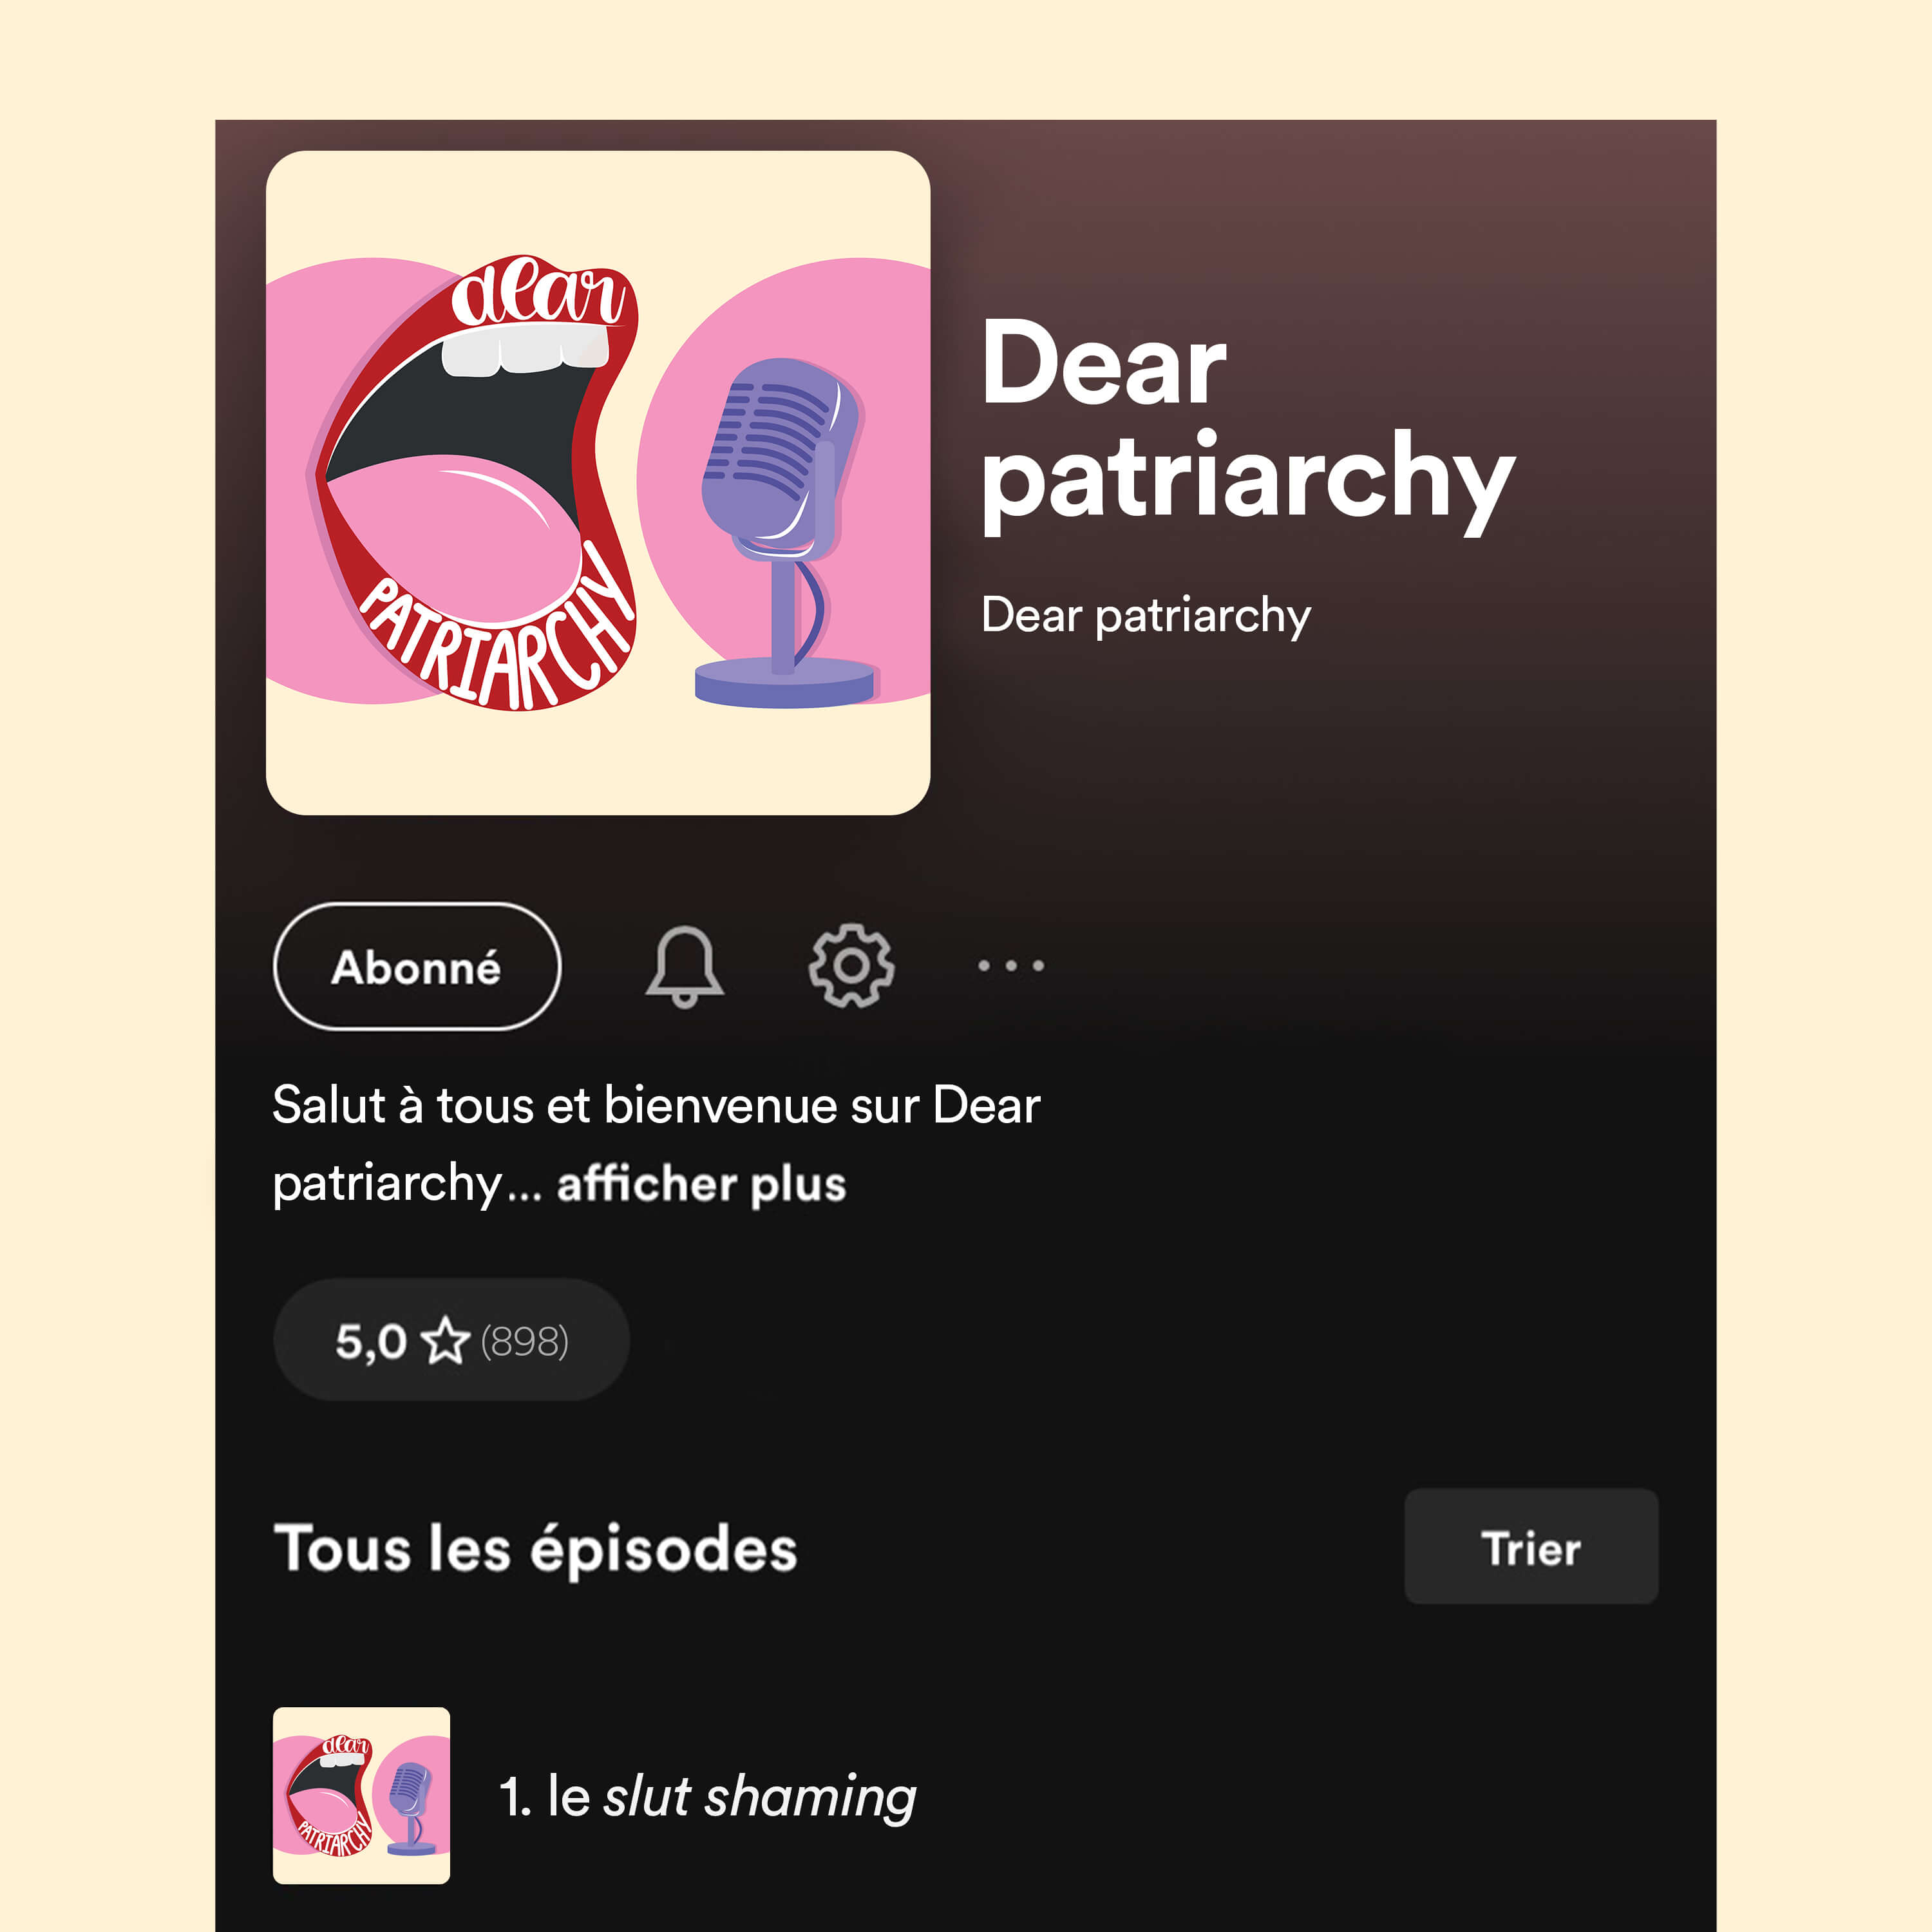 dear
PATRIARCHY
Dear
patriarchy
Dear patriarchy
Abonné
Salut à tous et bienvenue sur Dear
patriarchy... afficher plus
5,0 (898)
Tous les épisodes
Trier
dear
PATRIARCHY
1. le slut shaming